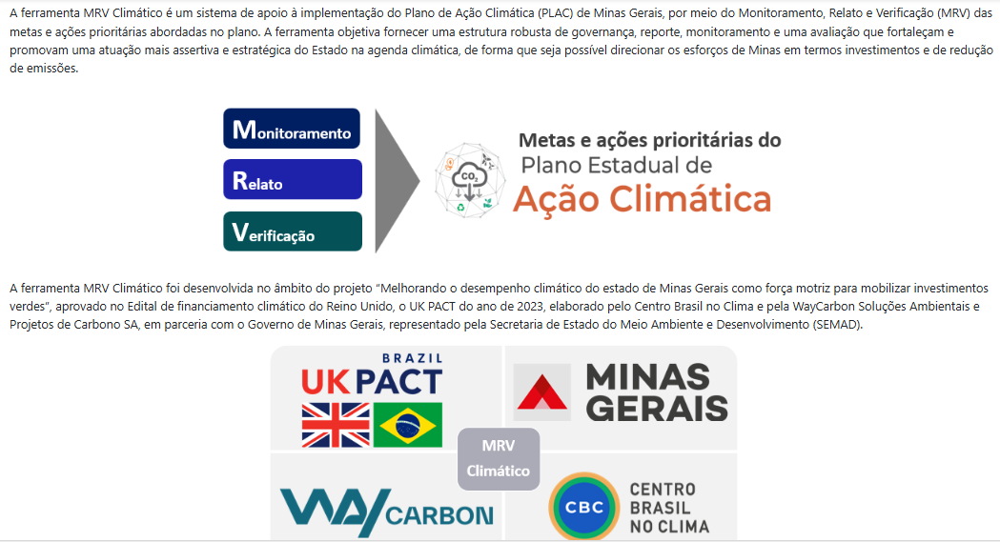 A ferramenta MRV Climático é um sistema de apoio à implementação do Plano de Ação Climática (PLAC) de Minas Gerais, por meio do Monitoramento, Relato e Verificação (MRV) das
metas e ações prioritárias abordadas no plano. A ferramenta objetiva fornecer uma estrutura robusta de governança, reporte, monitoramento e uma avaliação que fortaleçam e
promovam uma atuação mais assertiva e estratégica do Estado na agenda climática, de forma que seja possível direcionar os esforços de Minas em termos investimentos e de redução
de emissões.
Monitoramento
Relato
Verificação
CO₂
Metas e ações prioritárias do
Plano Estadual de
Ação Climática
A ferramenta MRV Climático foi desenvolvida no âmbito do projeto “Melhorando o desempenho climático do estado de Minas Gerais como força motriz para mobilizar investimentos
verdes”, aprovado no Edital de financiamento climático do Reino Unido, o UK PACT do ano de 2023, elaborado pelo Centro Brasil no Clima e pela WayCarbon Soluções Ambientais e
Projetos de Carbono SA, em parceria com o Governo de Minas Gerais, representado pela Secretaria de Estado do Meio Ambiente e Desenvolvimento (SEMAD).
BRAZIL
UK PACT
MINAS
GERAIS
MRV
Climático
WAYCARBON
CBC
CENTRO
BRASIL
NO CLIMA